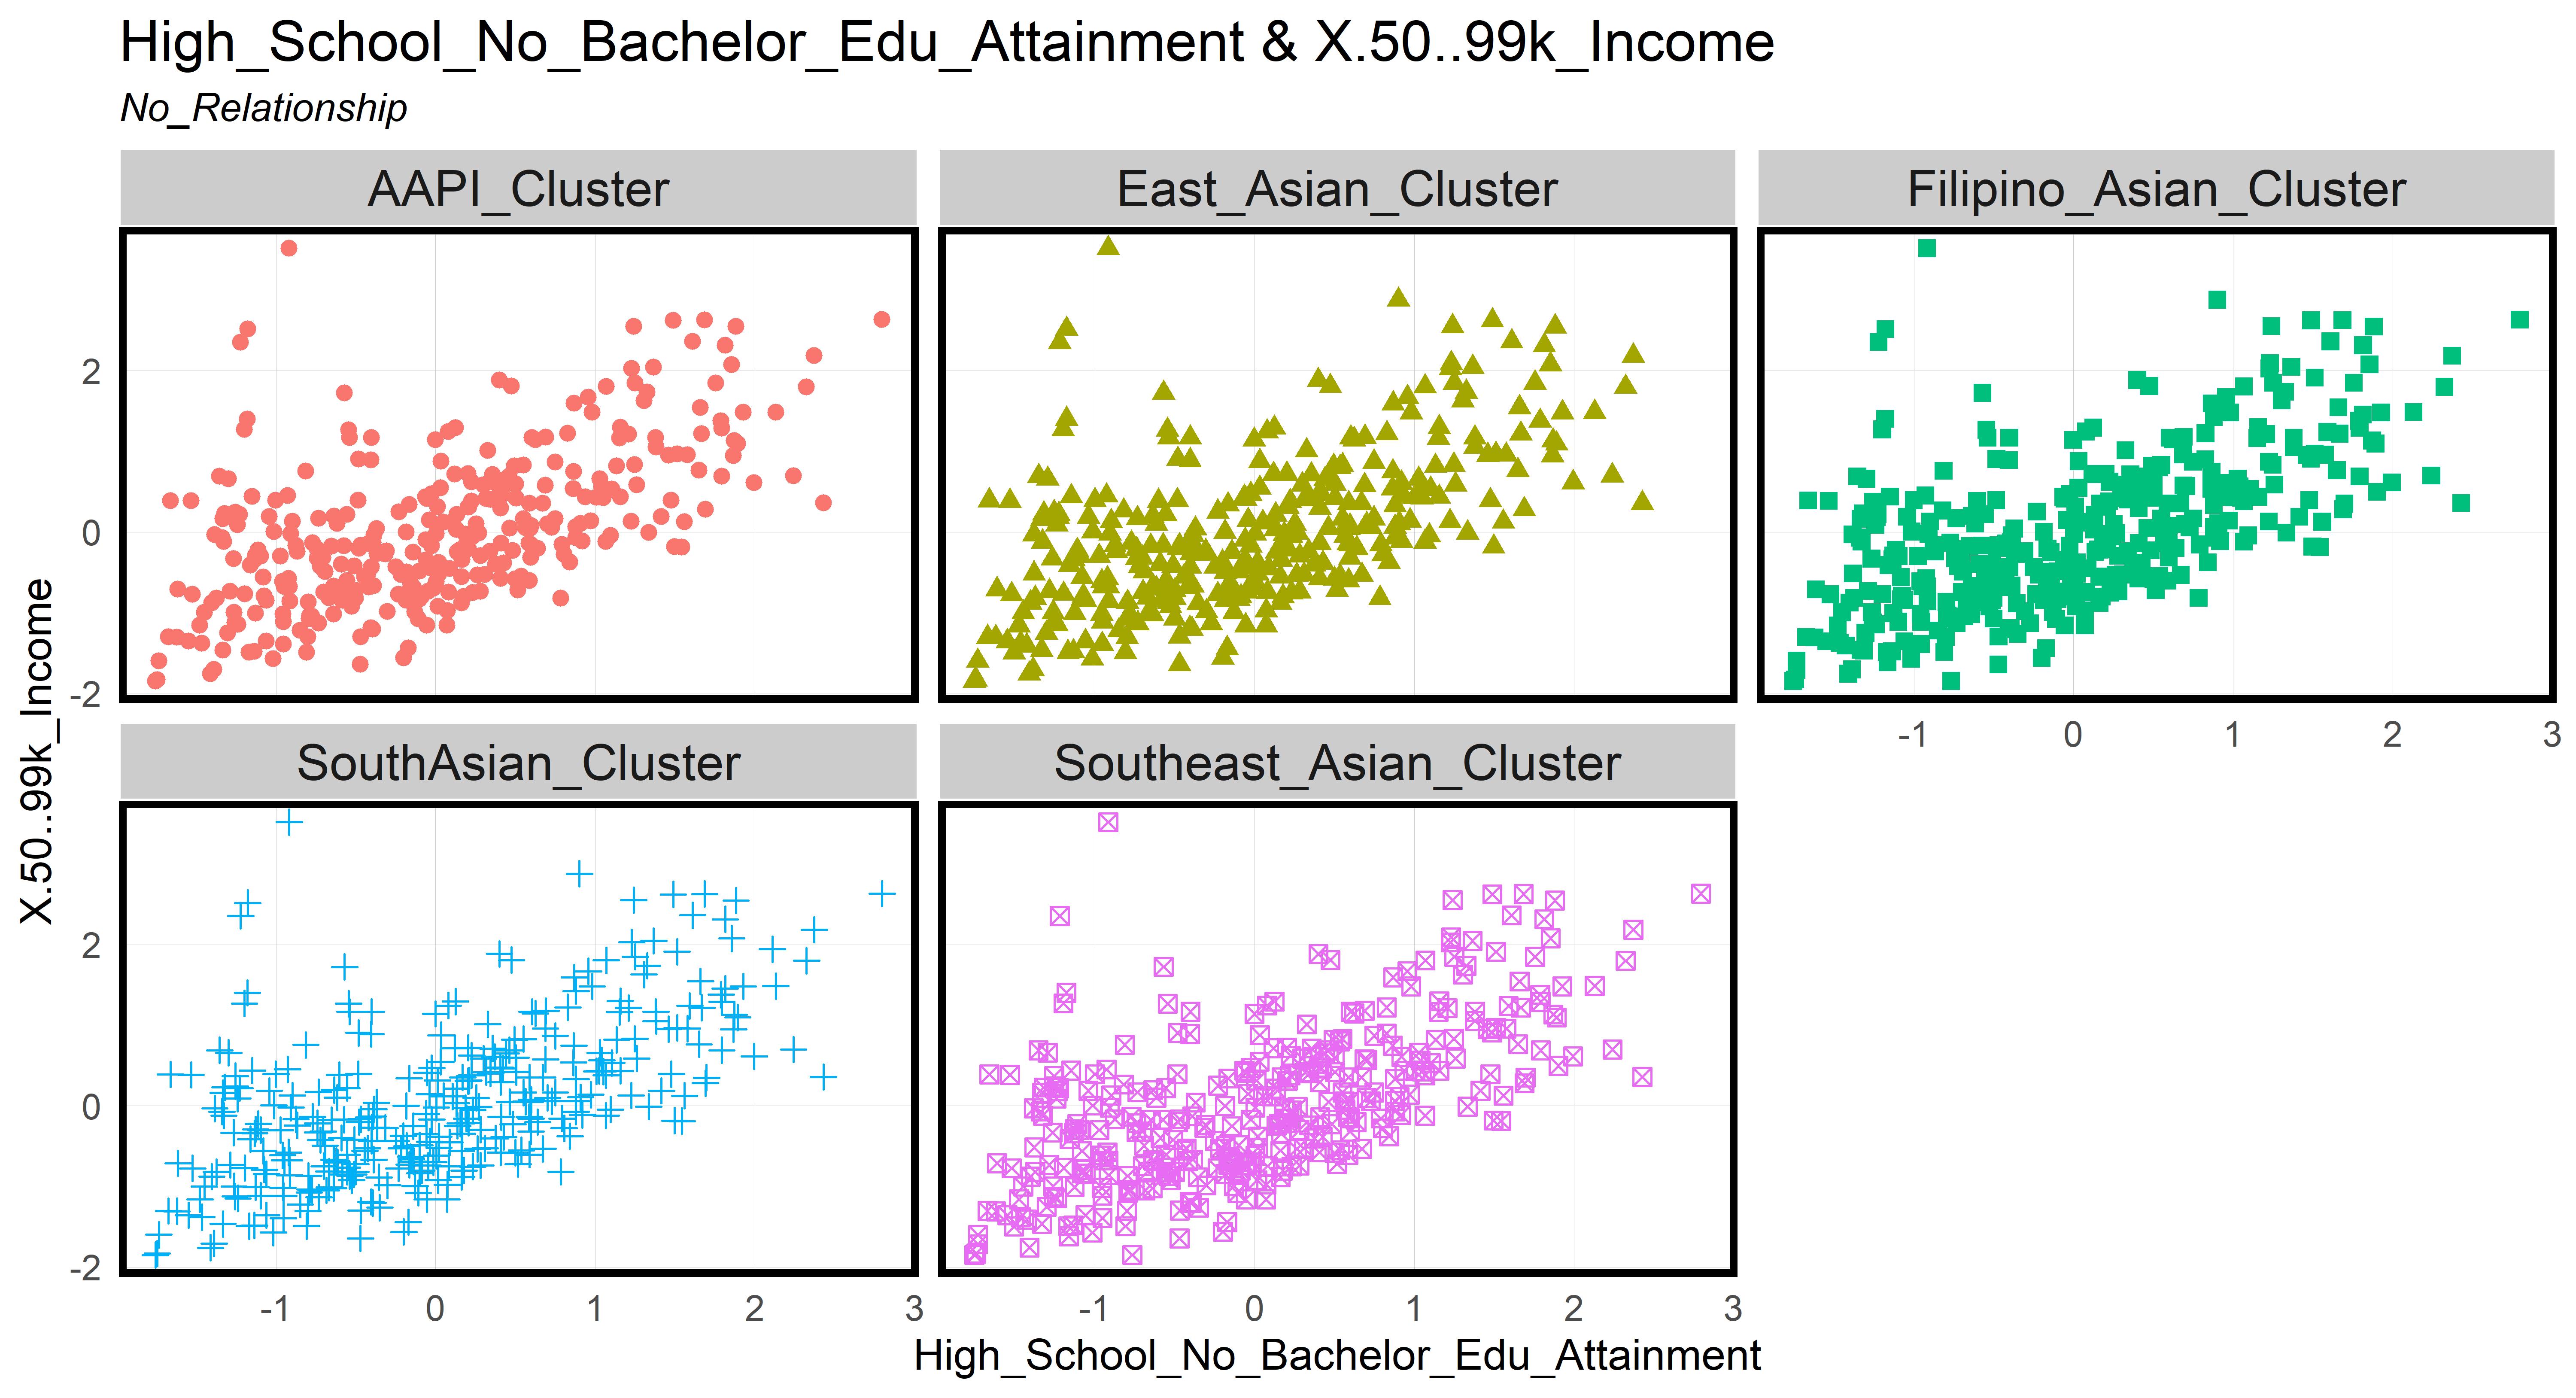 High_School_No_Bachelor_Edu_Attainment & X.50..99k_Income
No_Relationship
AAPI_Cluster
East_Asian_Cluster
Filipino_Asian_Cluster
2
0
-2
-1 0 1 2 3
SouthAsian_Cluster
Southeast_Asian_Cluster
X.50..99k_Income
2
0
-2
-1 0 1 2 3
-1 0 1 2 3
High_School_No_Bachelor_Edu_Attainment